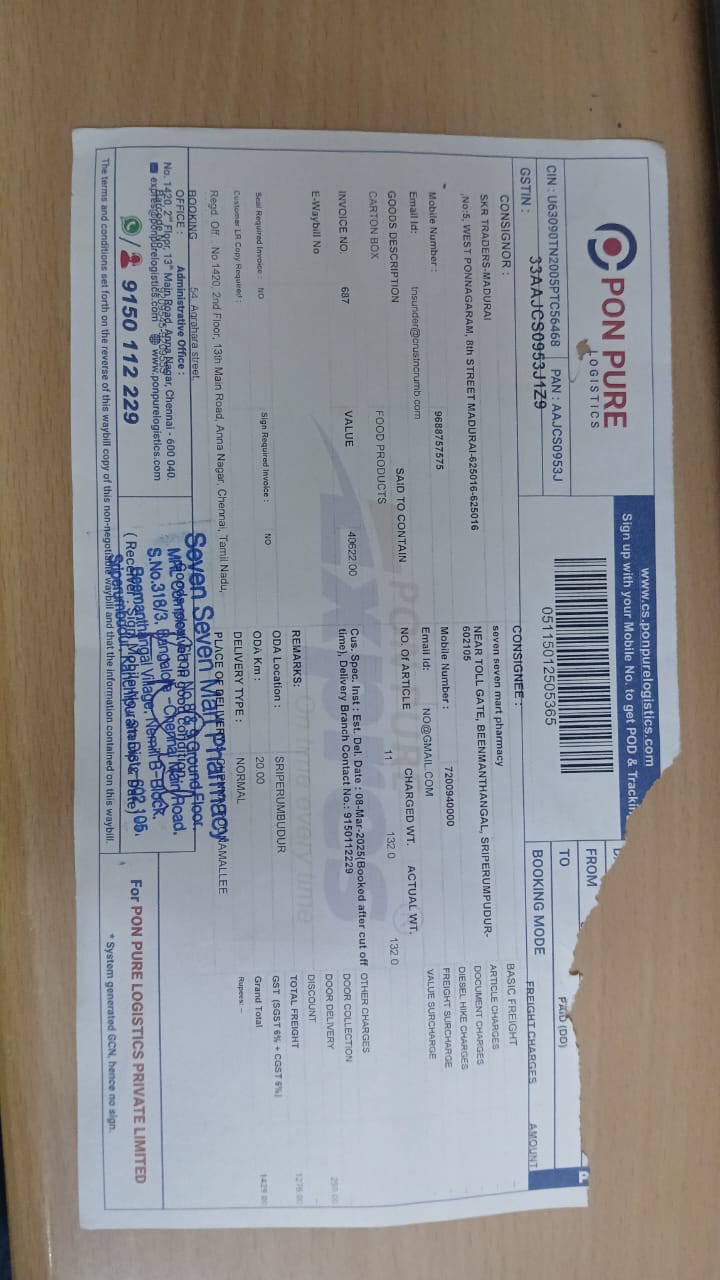 PON PURE
LOGISTICS
www.cs.ponpurelogistics.com
Sign up with your Mobile No. to get POD & Trackin
CIN : U63090TN2005PTC56468 PAN : AAJCS0953J
GSTIN : 33AAJCS0953J1Z9
05115012505365
FROM
TO
BOOKING MODE PAID (DD)
CONSIGNOR :
SKR TRADERS-MADURAI
,No:5, WEST PONNAGARAM, 8th STREET MADURAI-625016-625016
Mobile Number : 9688757575
Email Id: tnsunder@crustncrumb.com
CONSIGNEE :
seven seven mart pharmacy
NEAR TOLL GATE, BEENMANTHANGAL, SRIPERUMPUDUR-
602105
Mobile Number : 7200940000
Email Id: NO@GMAIL.COM
GOODS DESCRIPTION SAID TO CONTAIN NO. Of ARTICLE CHARGED WT. ACTUAL WT.
CARTON BOX FOOD PRODUCTS 11 132.0 132.0
INVOICE NO. 687 VALUE 40622.00
Cus. Spec. Inst : Est. Del. Date : 08-Mar-2025(Booked after cut off
time), Delivery Branch Contact No.: 9150112229
E-Waybill No
REMARKS:
ODA Location : SRIPERUMBUDUR
ODA Km : 20.00
DELIVERY TYPE : NORMAL
PLACE OF DELIVERY
Seal Required Invoice : NO Sign Required Invoice : NO
Customer LR Copy Required :
Regd. Off. No.1420, 2nd Floor, 13th Main Road, Anna Nagar, Chennai, Tamil Nadu,
FREIGHT CHARGES AMOUNT
BASIC FREIGHT
ARTICLE CHARGES
DOCUMENT CHARGES
DIESEL HIKE CHARGES
FREIGHT SURCHARGE
VALUE SURCHARGE
OTHER CHARGES
DOOR COLLECTION
DOOR DELIVERY
DISCOUNT
TOTAL FREIGHT 1276.00
GST (SGST 6% + CGST 6%)
Grand Total 1429.00
Rupees: --
BOOKING
OFFICE :
54, Agrahara street,
Administrative Office :
No. 1420, 2nd Floor, 13th Main Road, Anna Nagar, Chennai - 600 040.
www.ponpurelogistics.com
9150 112 229
Seven Seven Mart Pharmacy
S.No.318/3, Bangalore - Chennai Main Road,
For PON PURE LOGISTICS PRIVATE LIMITED
The terms and conditions set forth on the reverse of this waybill copy of this non-negotiable waybill and that the information contained on this waybill.
* System generated GCN, hence no sign.